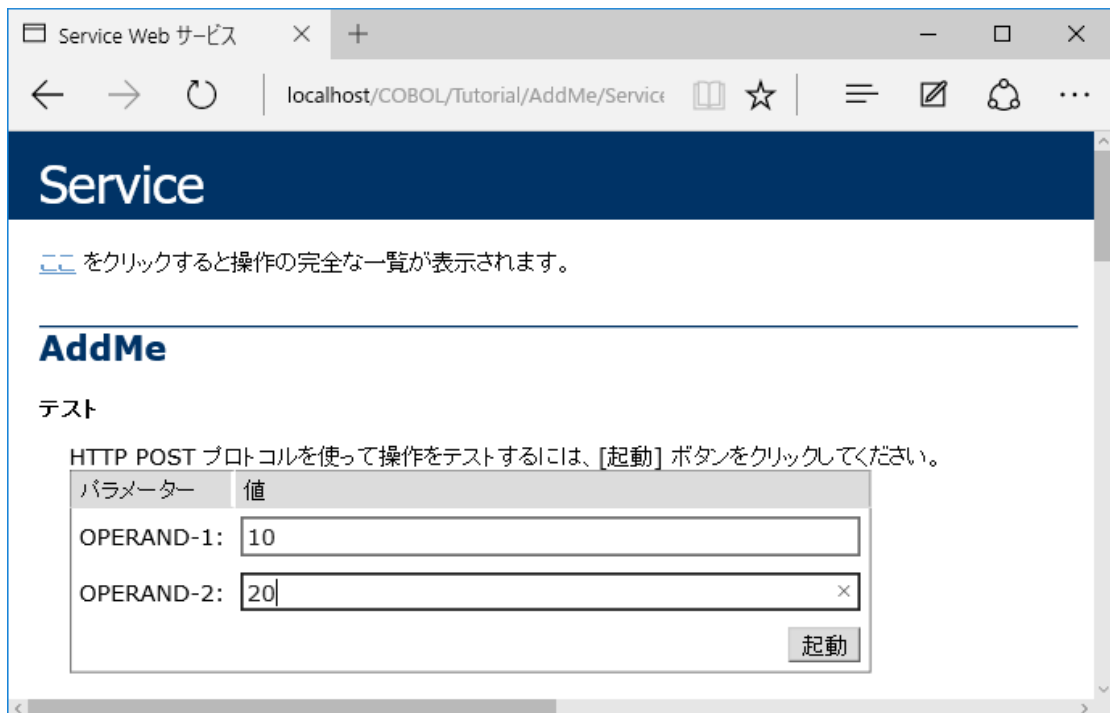 Service Web サービス
localhost/COBOL/Tutorial/AddMe/Service
Service
ここ をクリックすると操作の完全な一覧が表示されます。
AddMe
テスト
HTTP POST プロトコルを使って操作をテストするには、[起動] ボタンをクリックしてください。
パラメーター 値
OPERAND-1: 10
OPERAND-2: 20
起動